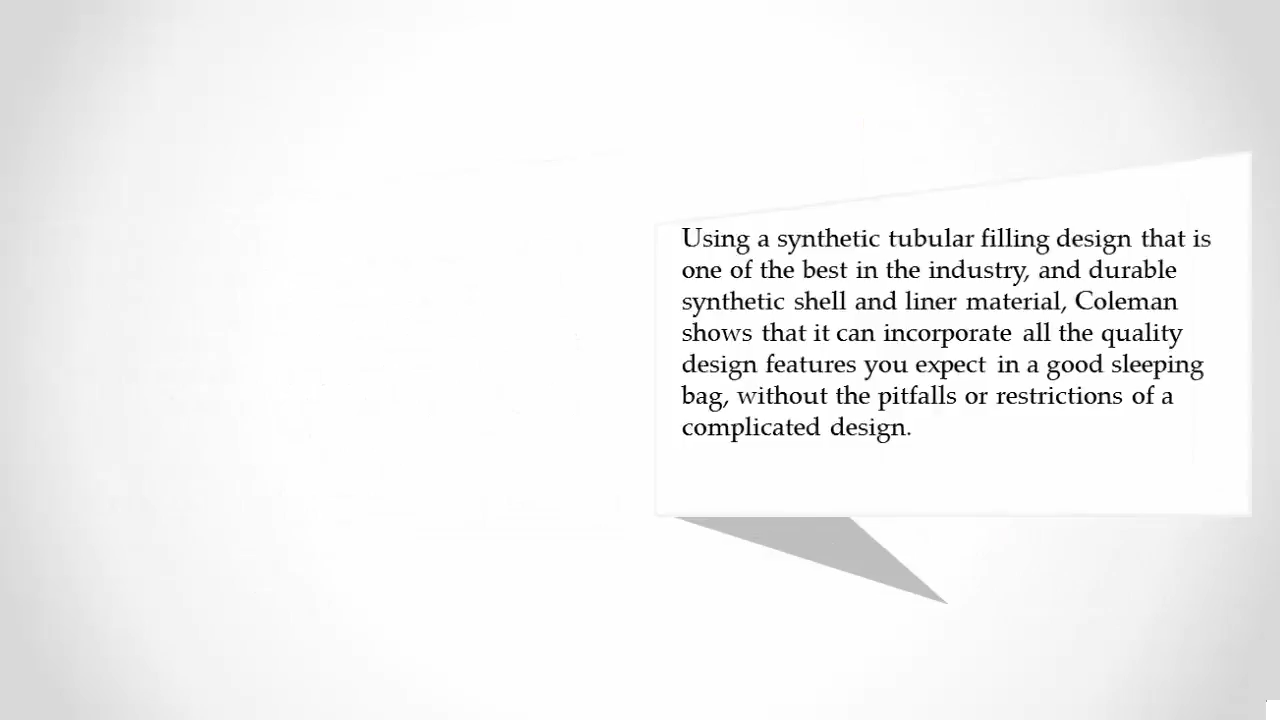 Using a synthetic tubular filling design that is
one of the best in the industry, and durable
synthetic shell and liner material, Coleman
shows that it can incorporate all the quality
design features you expect in a good sleeping
bag, without the pitfalls or restrictions of a
complicated design.